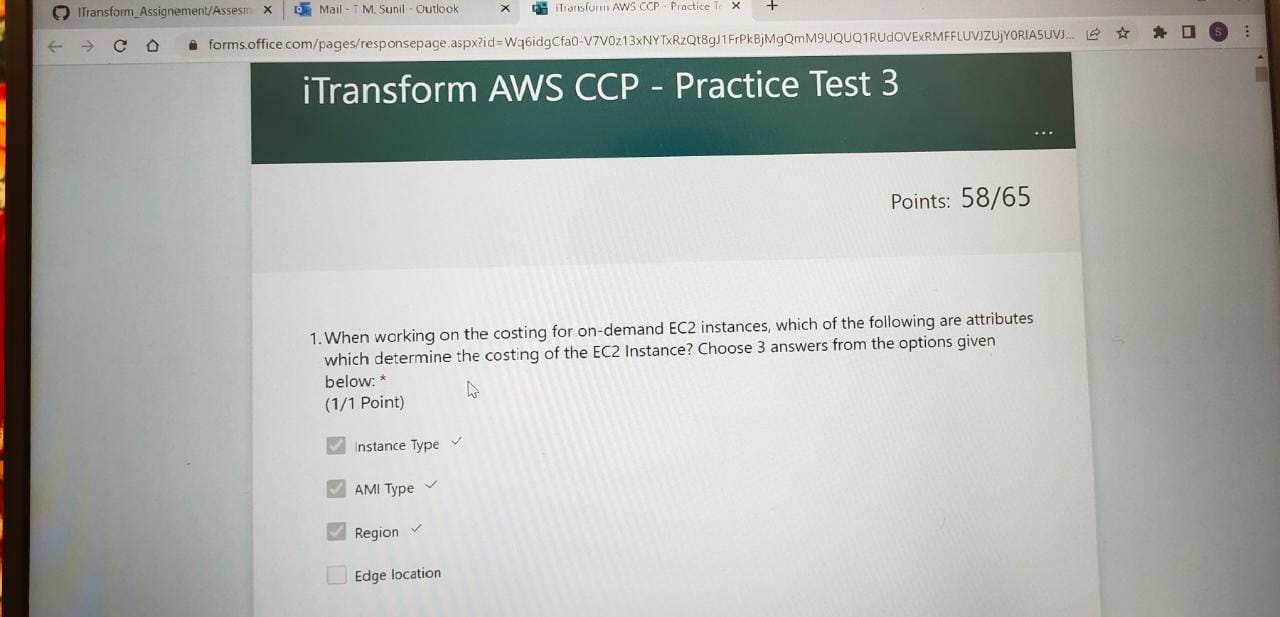 ITransform_Assignement/Assesm
Mail - T M, Sunil - Outlook
iTransform AWS CCP - Practice Te
forms.office.com/pages/responsepage.aspx?id=Wq6idgCfa0-V7V0z13xNYTxRzQt8gJ1FrPkBjMgQmM9UQUQ1RUdOVExRMFFLUVJZUjY0RIA5UVJ...
S
iTransform AWS CCP - Practice Test 3
...
Points: 58/65
1. When working on the costing for on-demand EC2 instances, which of the following are attributes
which determine the costing of the EC2 Instance? Choose 3 answers from the options given
below: *
(1/1 Point)
Instance Type
AMI Type
Region
Edge location